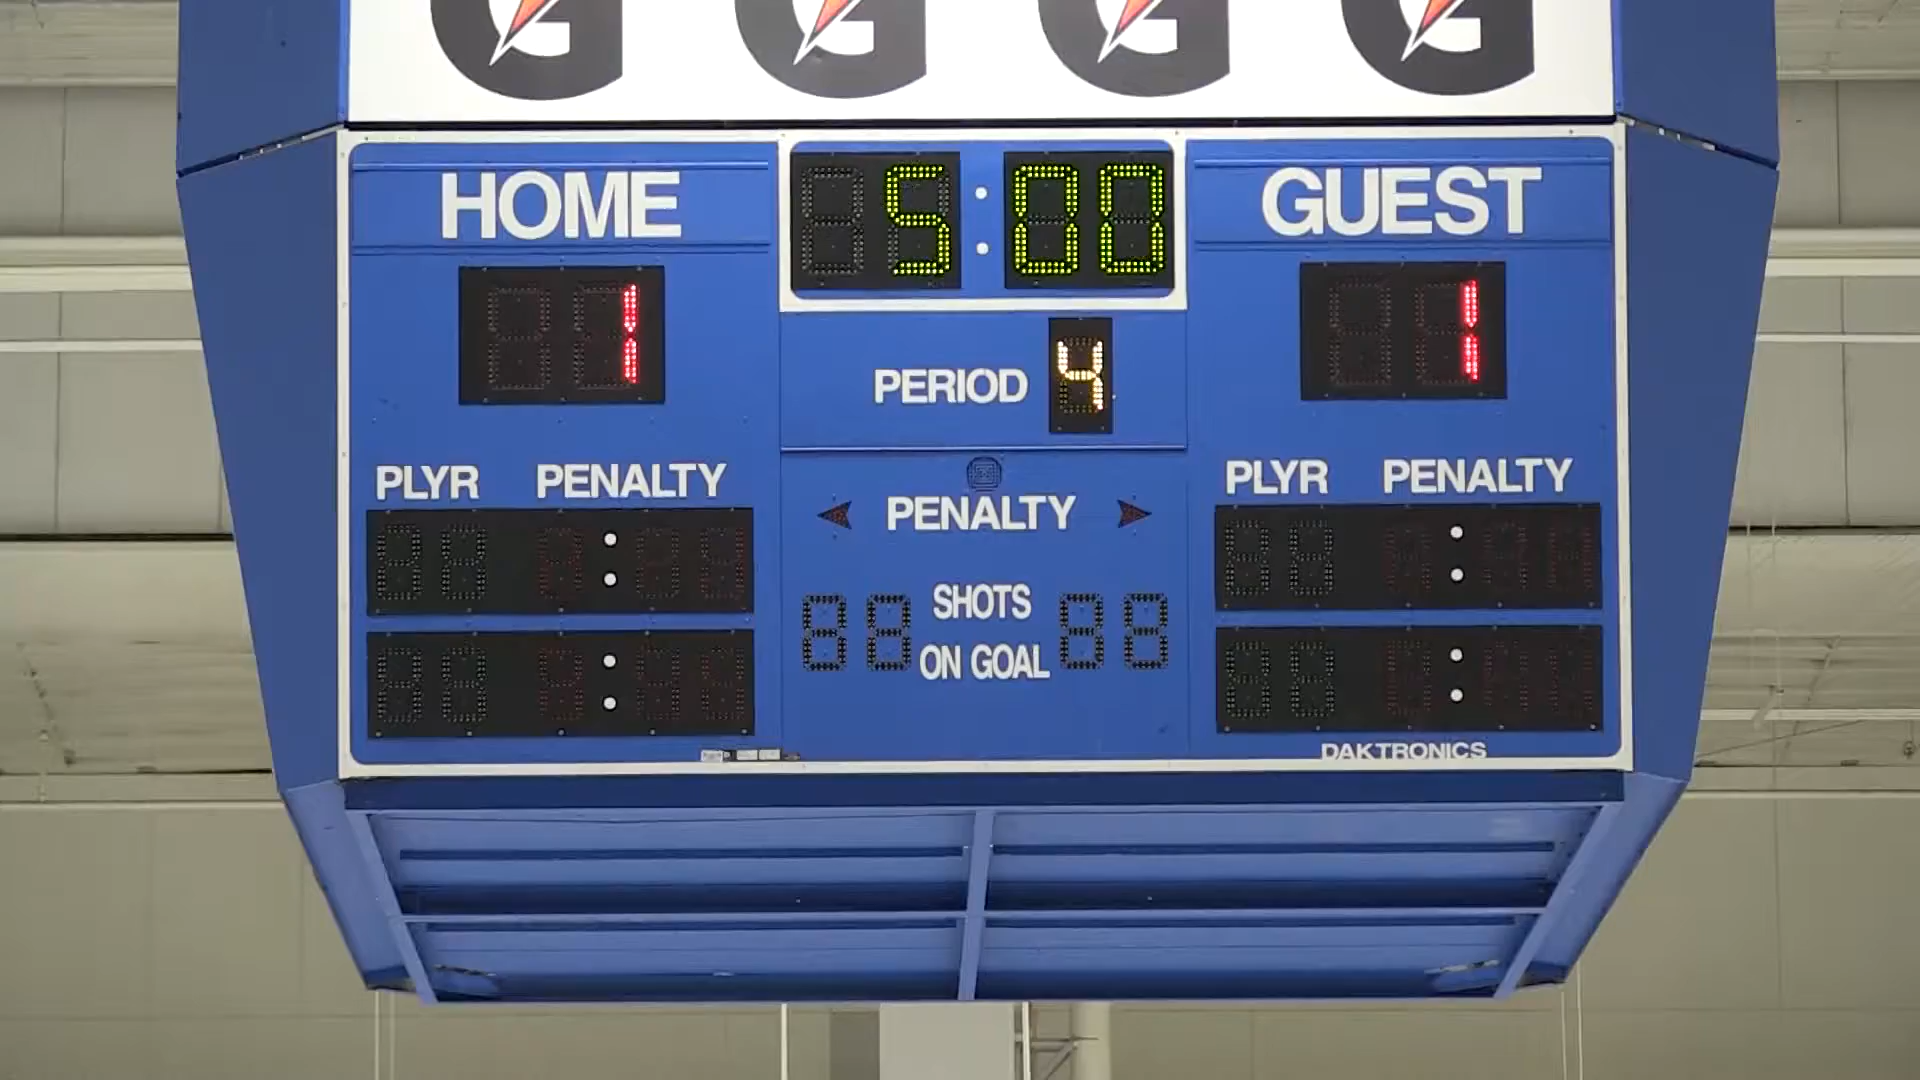 G G G G
HOME 5:00 GUEST
1 1
PERIOD 4
PLYR PENALTY PLYR PENALTY
PENALTY
SHOTS
ON GOAL
DAKTRONICS